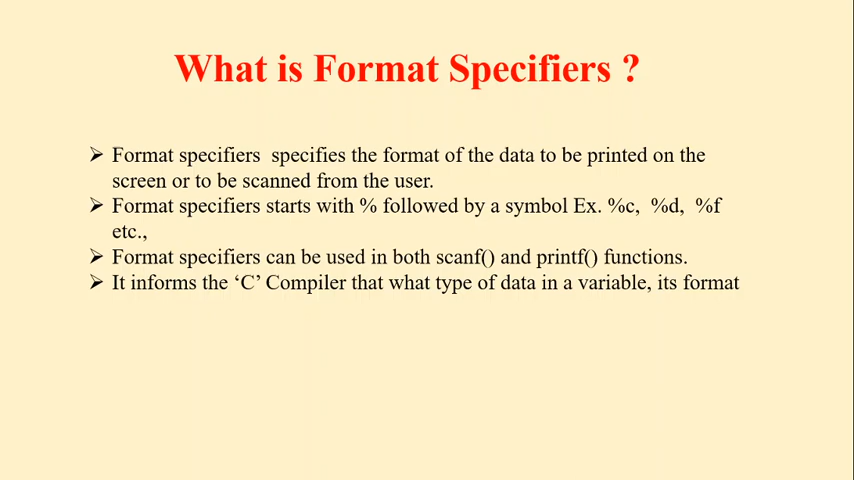 What is Format Specifiers ?
➢ Format specifiers  specifies the format of the data to be printed on the
screen or to be scanned from the user.
➢ Format specifiers starts with % followed by a symbol Ex. %c,  %d,  %f
etc.,
➢ Format specifiers can be used in both scanf() and printf() functions.
➢ It informs the ‘C’ Compiler that what type of data in a variable, its format